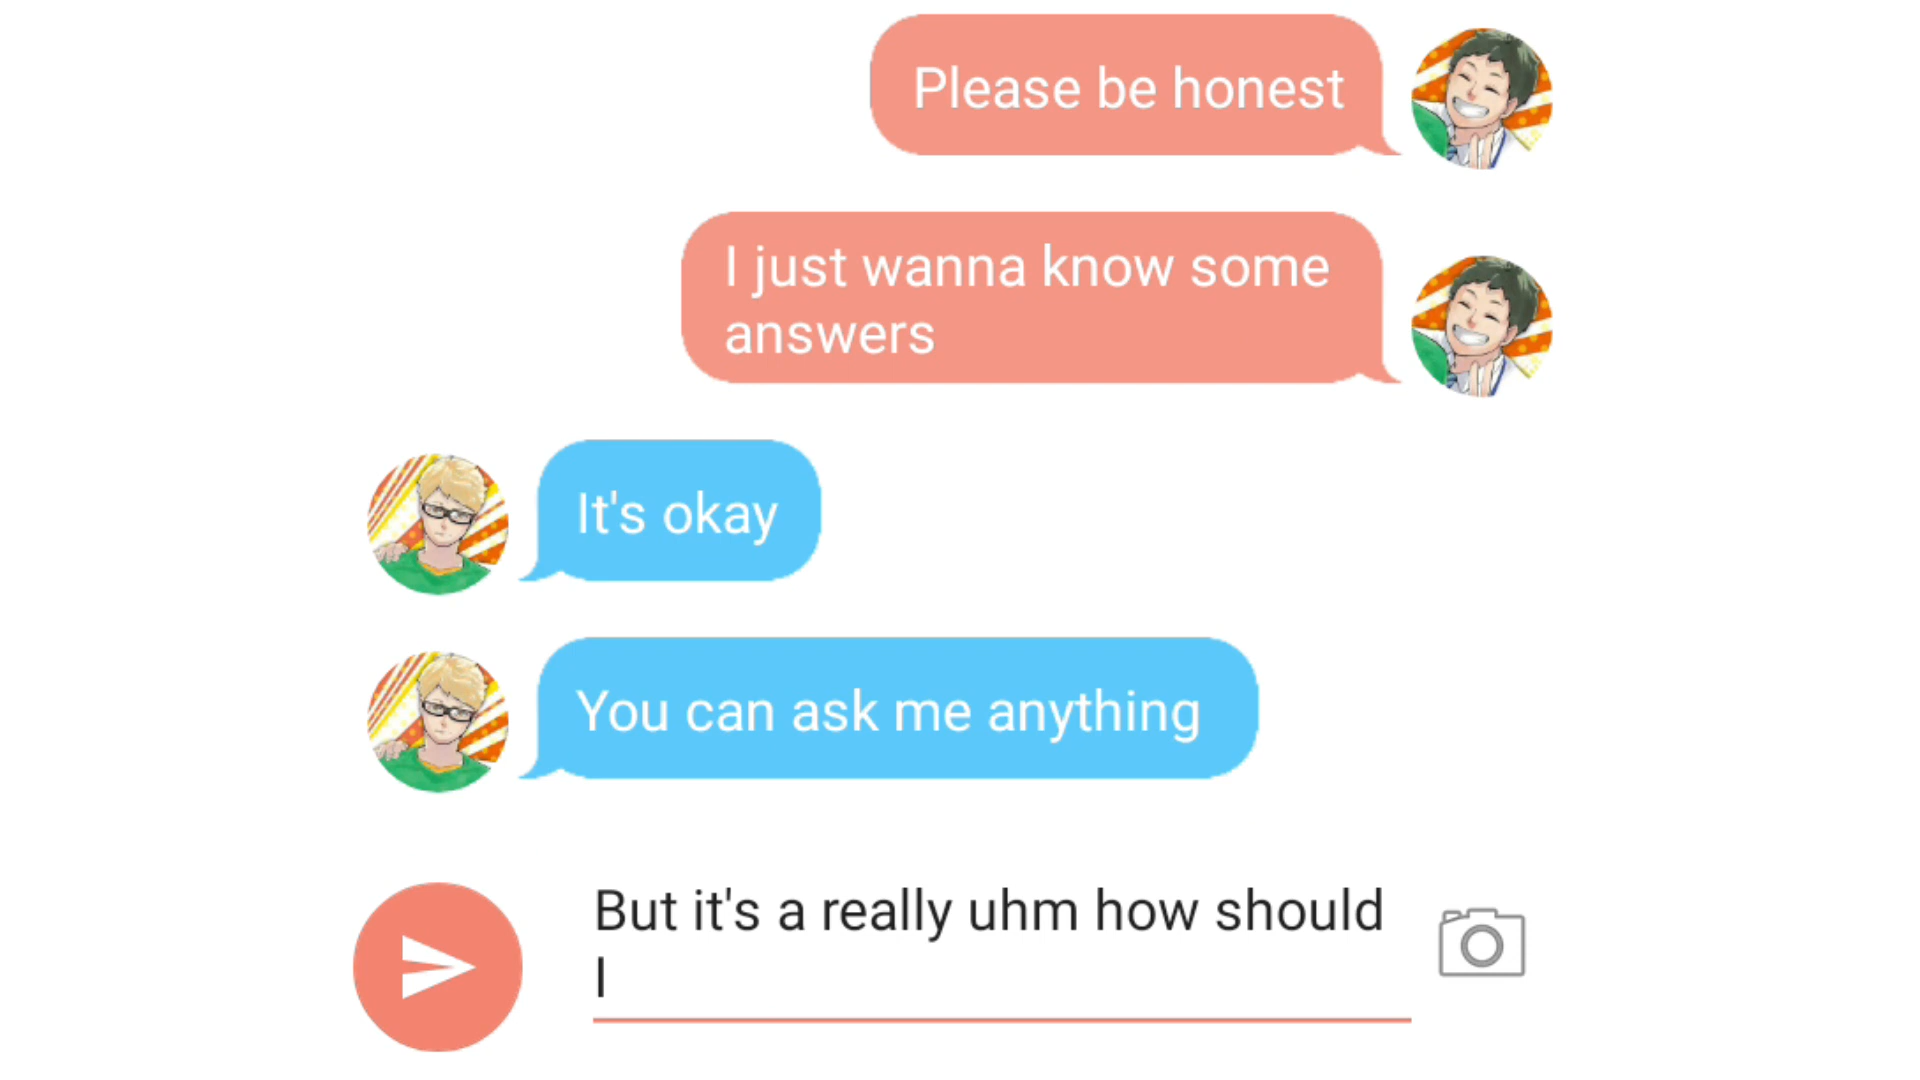 Please be honest
I just wanna know some
answers
It's okay
You can ask me anything
But it's a really uhm how should
I